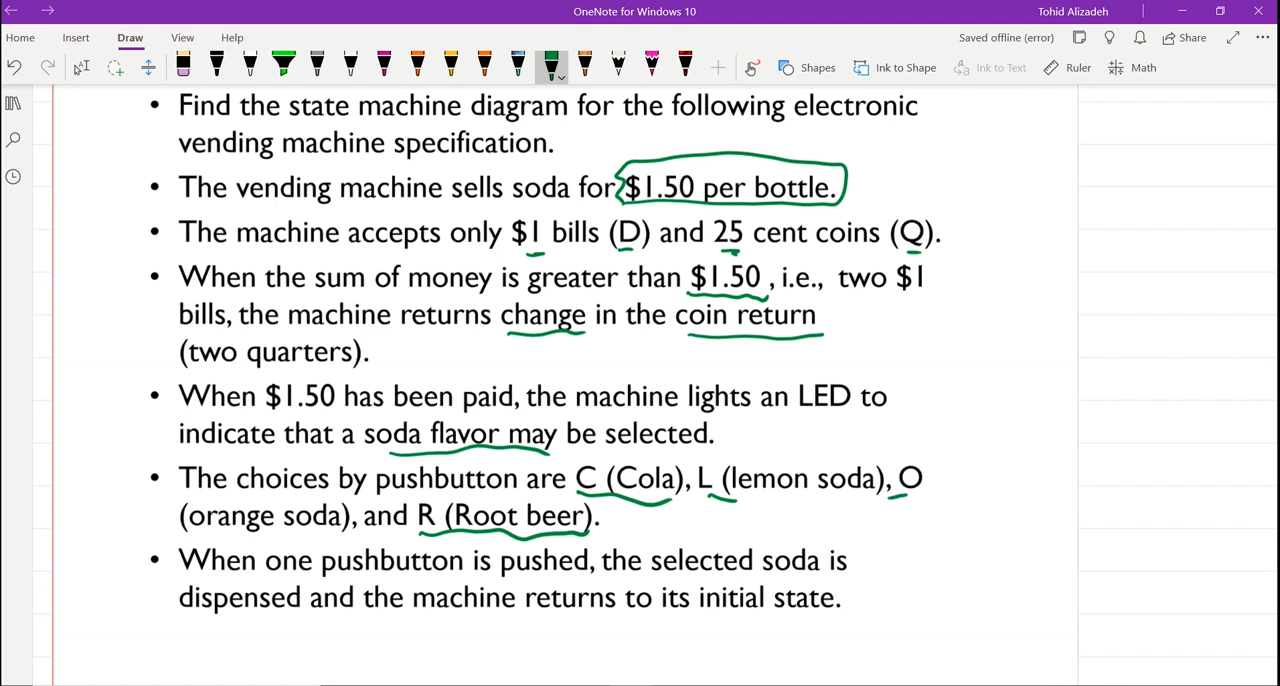 OneNote for Windows 10
Tohid Alizadeh
Home Insert Draw View Help
Saved offline (error)
Share
Shapes
Ink to Shape
Ink to Text
Ruler
Math
• Find the state machine diagram for the following electronic
vending machine specification.
• The vending machine sells soda for $1.50 per bottle.
• The machine accepts only $1 bills (D) and 25 cent coins (Q).
• When the sum of money is greater than $1.50 , i.e., two $1
bills, the machine returns change in the coin return
(two quarters).
• When $1.50 has been paid, the machine lights an LED to
indicate that a soda flavor may be selected.
• The choices by pushbutton are C (Cola), L (lemon soda), O
(orange soda), and R (Root beer).
• When one pushbutton is pushed, the selected soda is
dispensed and the machine returns to its initial state.